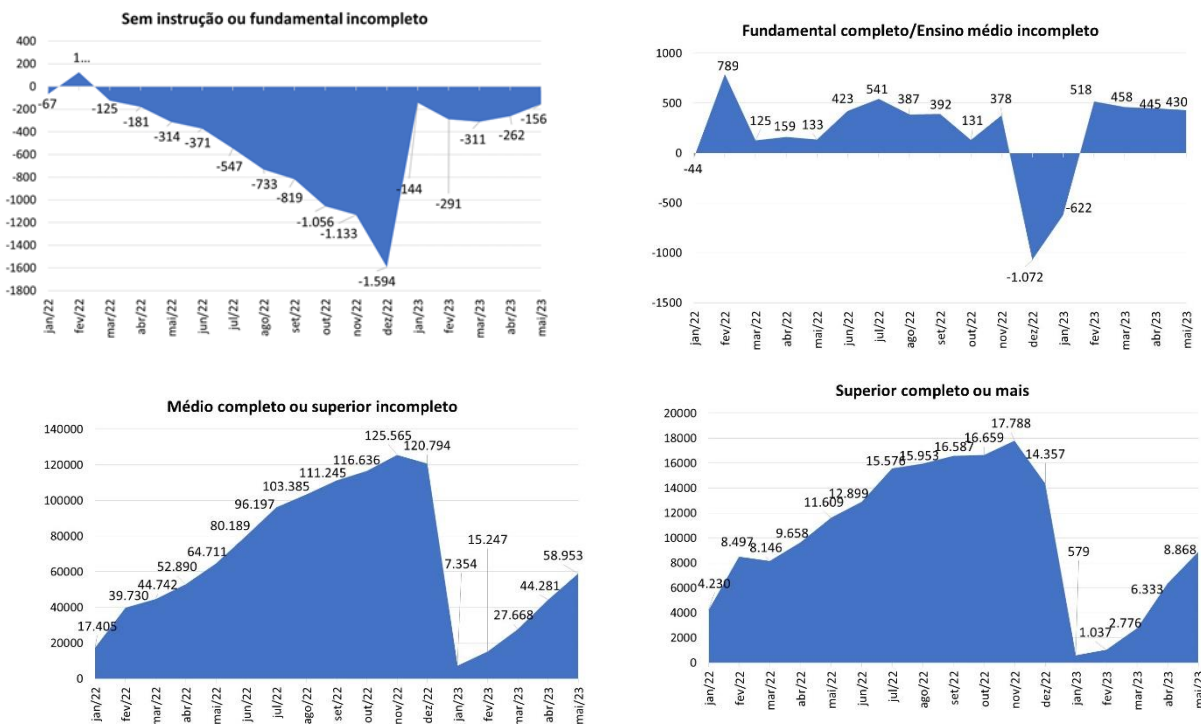 Sem instrução ou fundamental incompleto
400
200
0
-200
-400
-600
-800
-1000
-1200
-1400
-1600
-1800
-67
1...
-125
-181
-314
-371
-547
-733
-819
-1.056
-1.133
-1.594
-144
-291
-311
-262
-156
jan/22
fev/22
mar/22
abr/22
mai/22
jun/22
jul/22
ago/22
set/22
out/22
nov/22
dez/22
jan/23
fev/23
mar/23
abr/23
mai/23
Fundamental completo/Ensino médio incompleto
1000
500
0
-500
-1000
-1500
-44
789
125
159
133
423
541
387
392
131
378
-1.072
-622
518
458
445
430
jan/22
fev/22
mar/22
abr/22
mai/22
jun/22
jul/22
ago/22
set/22
out/22
nov/22
dez/22
jan/23
fev/23
mar/23
abr/23
mai/23
Médio completo ou superior incompleto
140000
120000
100000
80000
60000
40000
20000
0
17.405
39.730
44.742
52.890
64.711
80.189
96.197
103.385
111.245
116.636
125.565
120.794
7.354
15.247
27.668
44.281
58.953
jan/22
fev/22
mar/22
abr/22
mai/22
jun/22
jul/22
ago/22
set/22
out/22
nov/22
dez/22
jan/23
fev/23
mar/23
abr/23
mai/23
Superior completo ou mais
20000
18000
16000
14000
12000
10000
8000
6000
4000
2000
0
4.230
8.497
8.146
9.658
11.609
12.899
15.576
15.953
16.587
16.659
17.788
14.357
579
1.037
2.776
6.333
8.868
jan/22
fev/22
mar/22
abr/22
mai/22
jun/22
jul/22
ago/22
set/22
out/22
nov/22
dez/22
jan/23
fev/23
mar/23
abr/23
mai/23